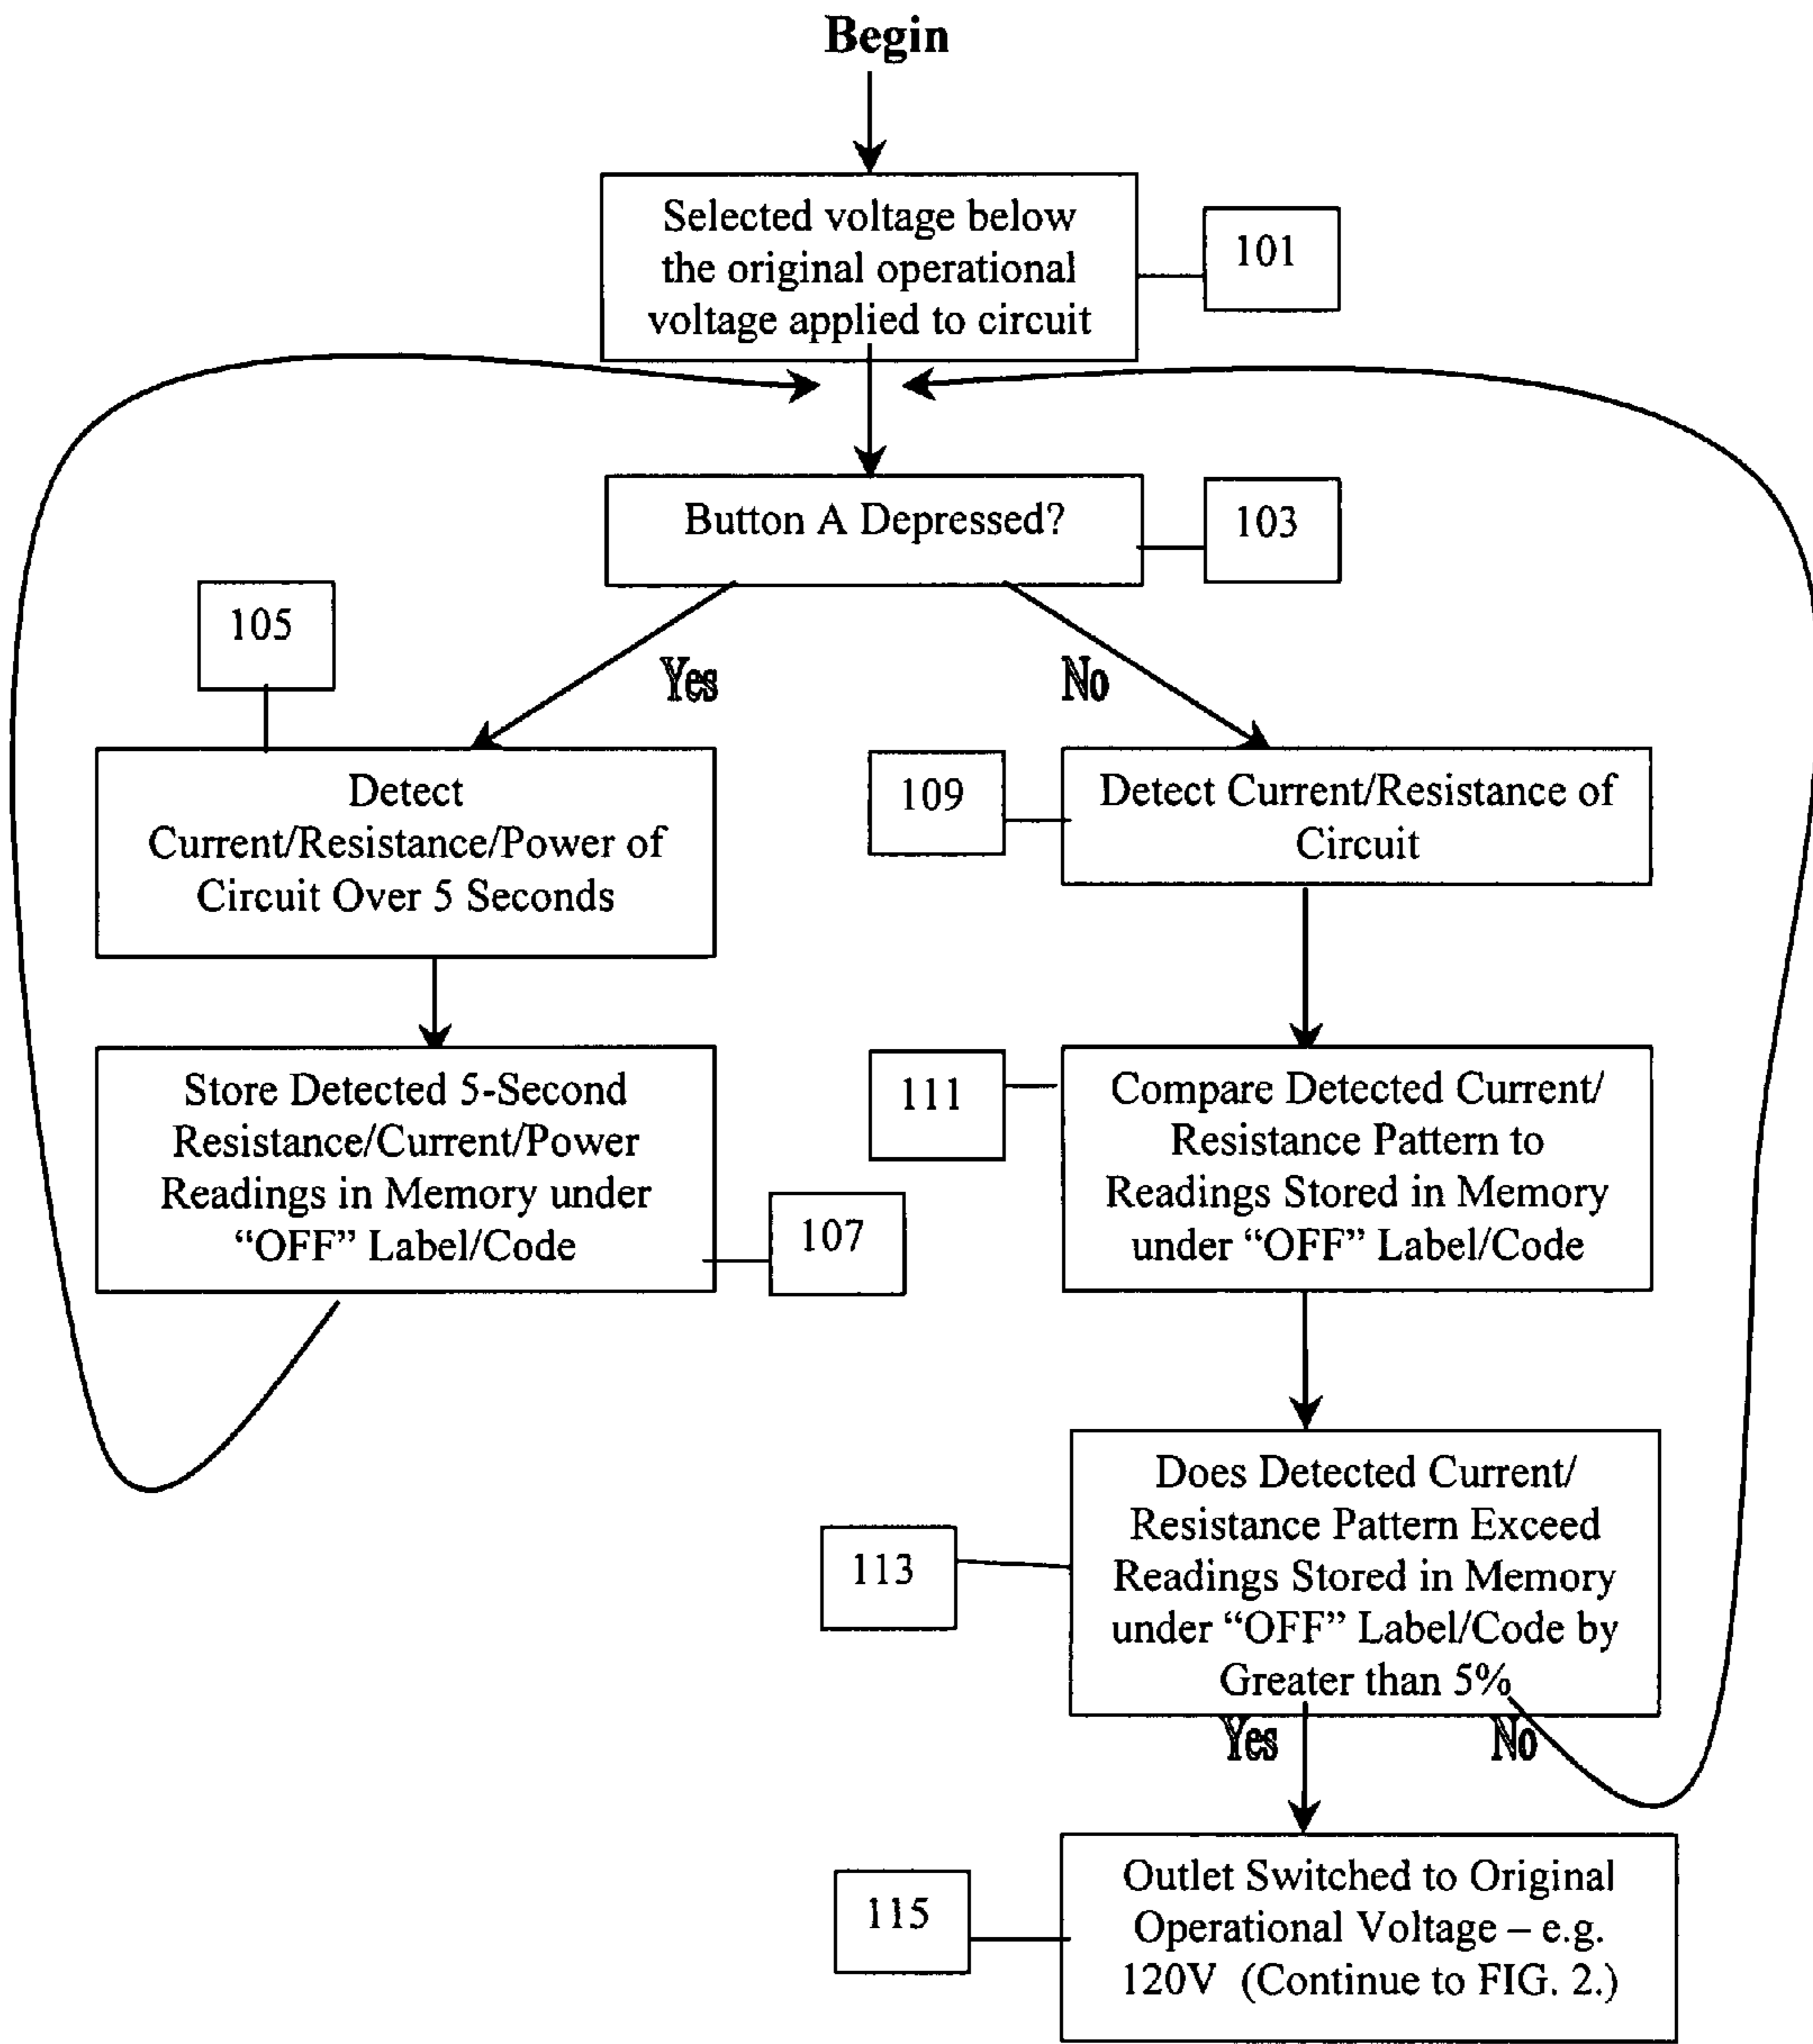 Begin
Selected voltage below
the original operational
voltage applied to circuit
101
Button A Depressed?
103
105
Yes
No
Detect
Current/Resistance/Power of
Circuit Over 5 Seconds
109
Detect Current/Resistance of
Circuit
Store Detected 5-Second
Resistance/Current/Power
Readings in Memory under
“OFF” Label/Code
107
111
Compare Detected Current/
Resistance Pattern to
Readings Stored in Memory
under “OFF” Label/Code
113
Does Detected Current/
Resistance Pattern Exceed
Readings Stored in Memory
under “OFF” Label/Code by
Greater than 5%
Yes
No
115
Outlet Switched to Original
Operational Voltage – e.g.
120V (Continue to FIG. 2.)